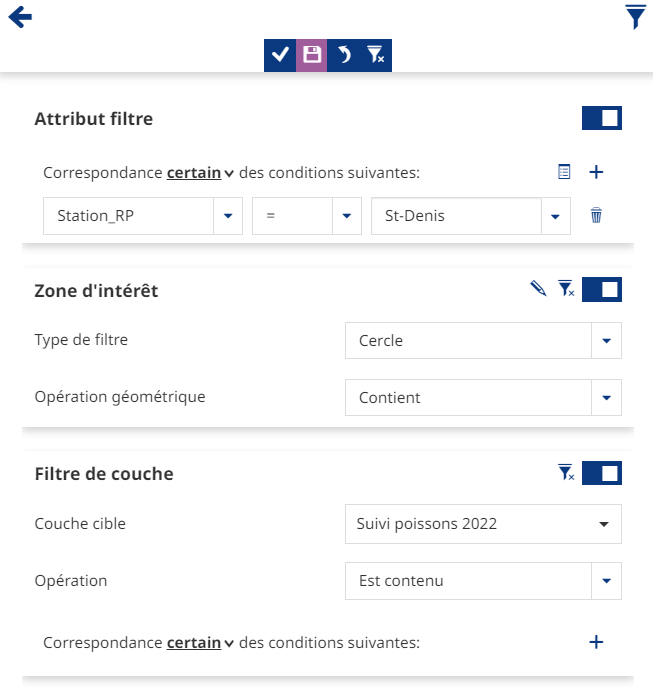 Attribut filtre
Correspondance certain des conditions suivantes:
Station_RP = St-Denis
Zone d'intérêt
Type de filtre Cercle
Opération géométrique Contient
Filtre de couche
Couche cible Suivi poissons 2022
Opération Est contenu
Correspondance certain des conditions suivantes: